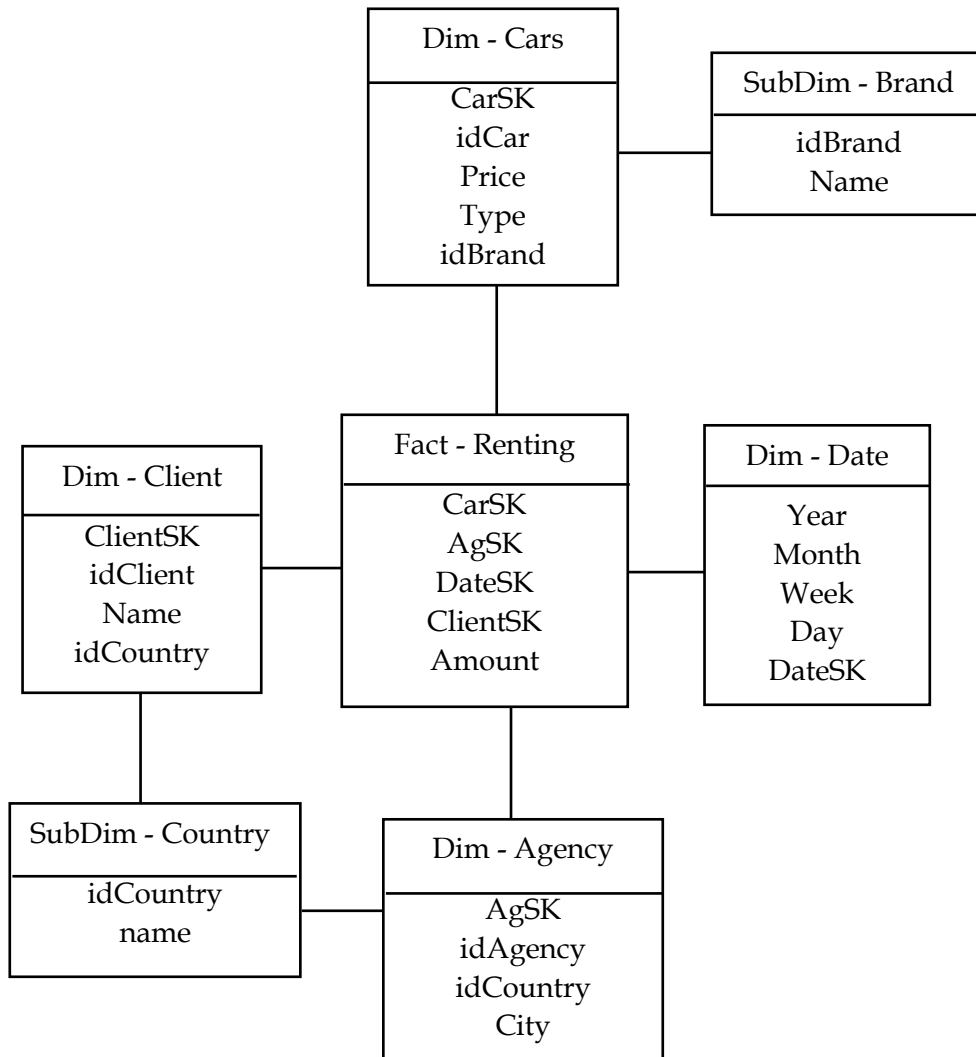 Dim - Cars
CarSK
idCar
Price
Type
idBrand
SubDim - Brand
idBrand
Name
Fact - Renting
CarSK
AgSK
DateSK
ClientSK
Amount
Dim - Client
ClientSK
idClient
Name
idCountry
Dim - Date
Year
Month
Week
Day
DateSK
SubDim - Country
idCountry
name
Dim - Agency
AgSK
idAgency
idCountry
City